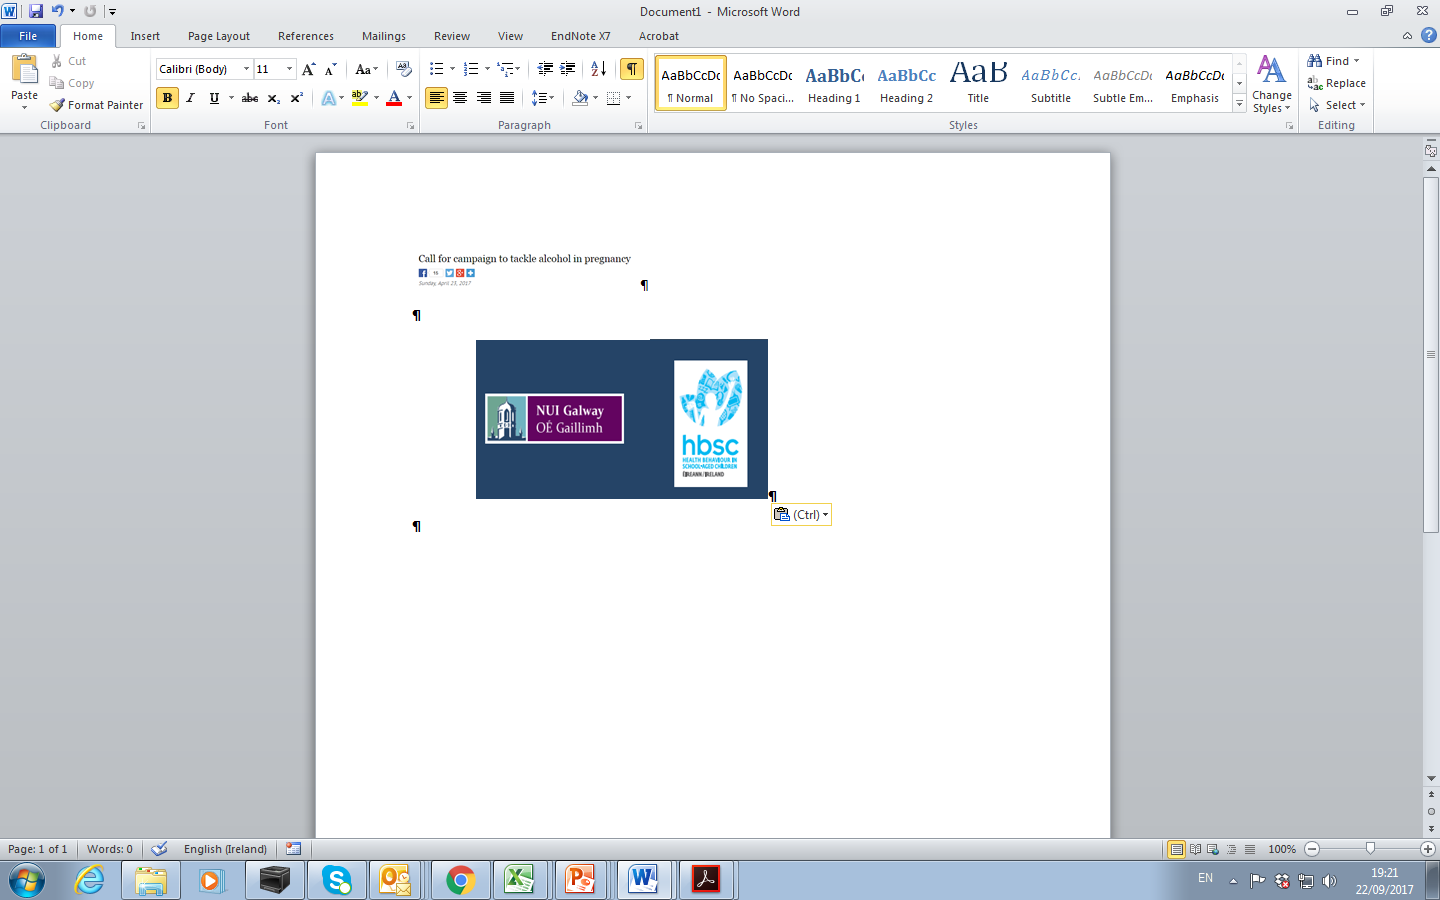 Document1 - Microsoft Word
File Home Insert Page Layout References Mailings Review View EndNote X7 Acrobat
Paste
Cut
Copy
Format Painter
Clipboard
Calibri (Body) 11
Font
Paragraph
AaBbCcDc AaBbCcDc AaBbCc AaBbCc AaB AaBbCc. AaBbCcDc AaBbCcDc
¶ Normal ¶ No Spaci... Heading 1 Heading 2 Title Subtitle Subtle Em... Emphasis
Styles
Change
Styles
Find
Replace
Select
Editing
Call for campaign to tackle alcohol in pregnancy
Sunday, April 23, 2017
¶
¶
NUI Galway
OÉ Gaillimh
hbsc
HEALTH BEHAVIOUR IN
SCHOOL-AGED CHILDREN
ÉIREANN / IRELAND
¶
(Ctrl)
¶
Page: 1 of 1 Words: 0 English (Ireland) 100%
EN
19:21
22/09/2017